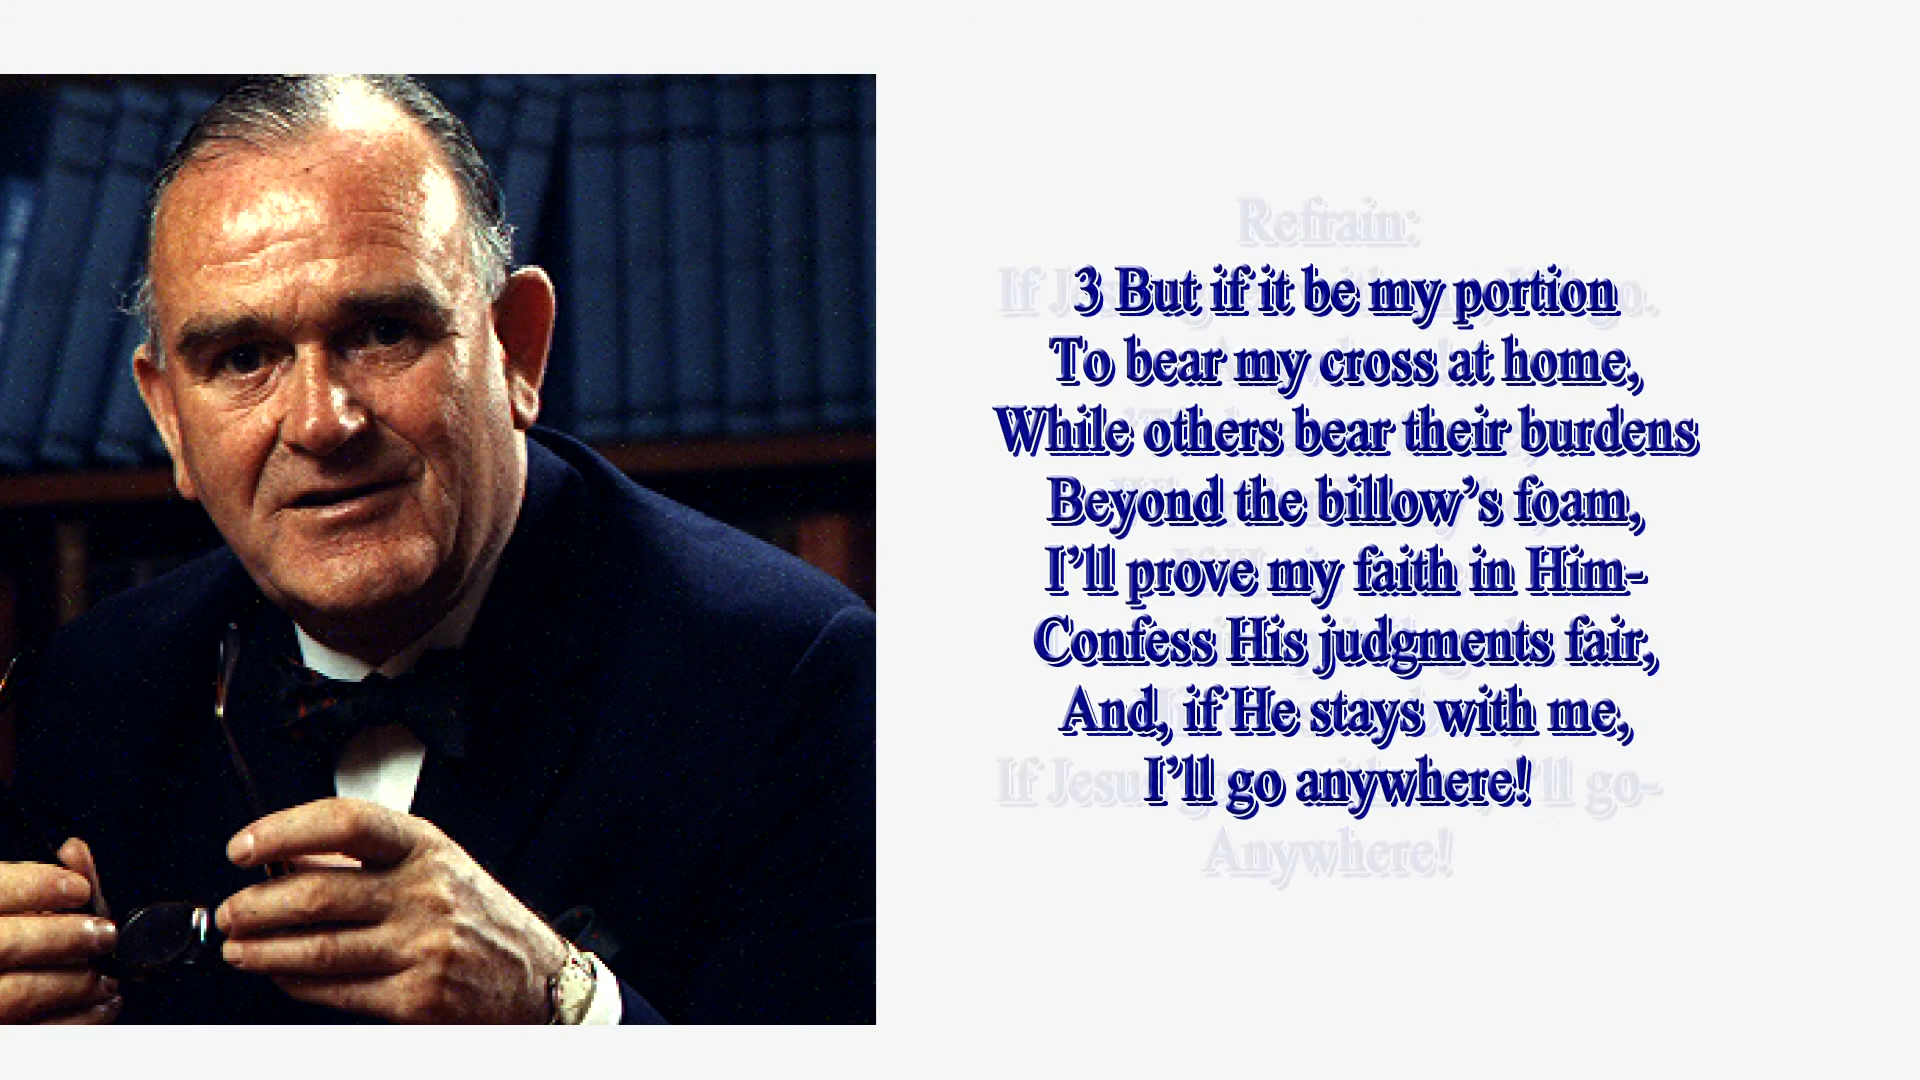 Refrain:
3 But if it be my portion
To bear my cross at home,
While others bear their burdens
Beyond the billow’s foam,
I’ll prove my faith in Him-
Confess His judgments fair,
And, if He stays with me,
I’ll go anywhere!
Anywhere!